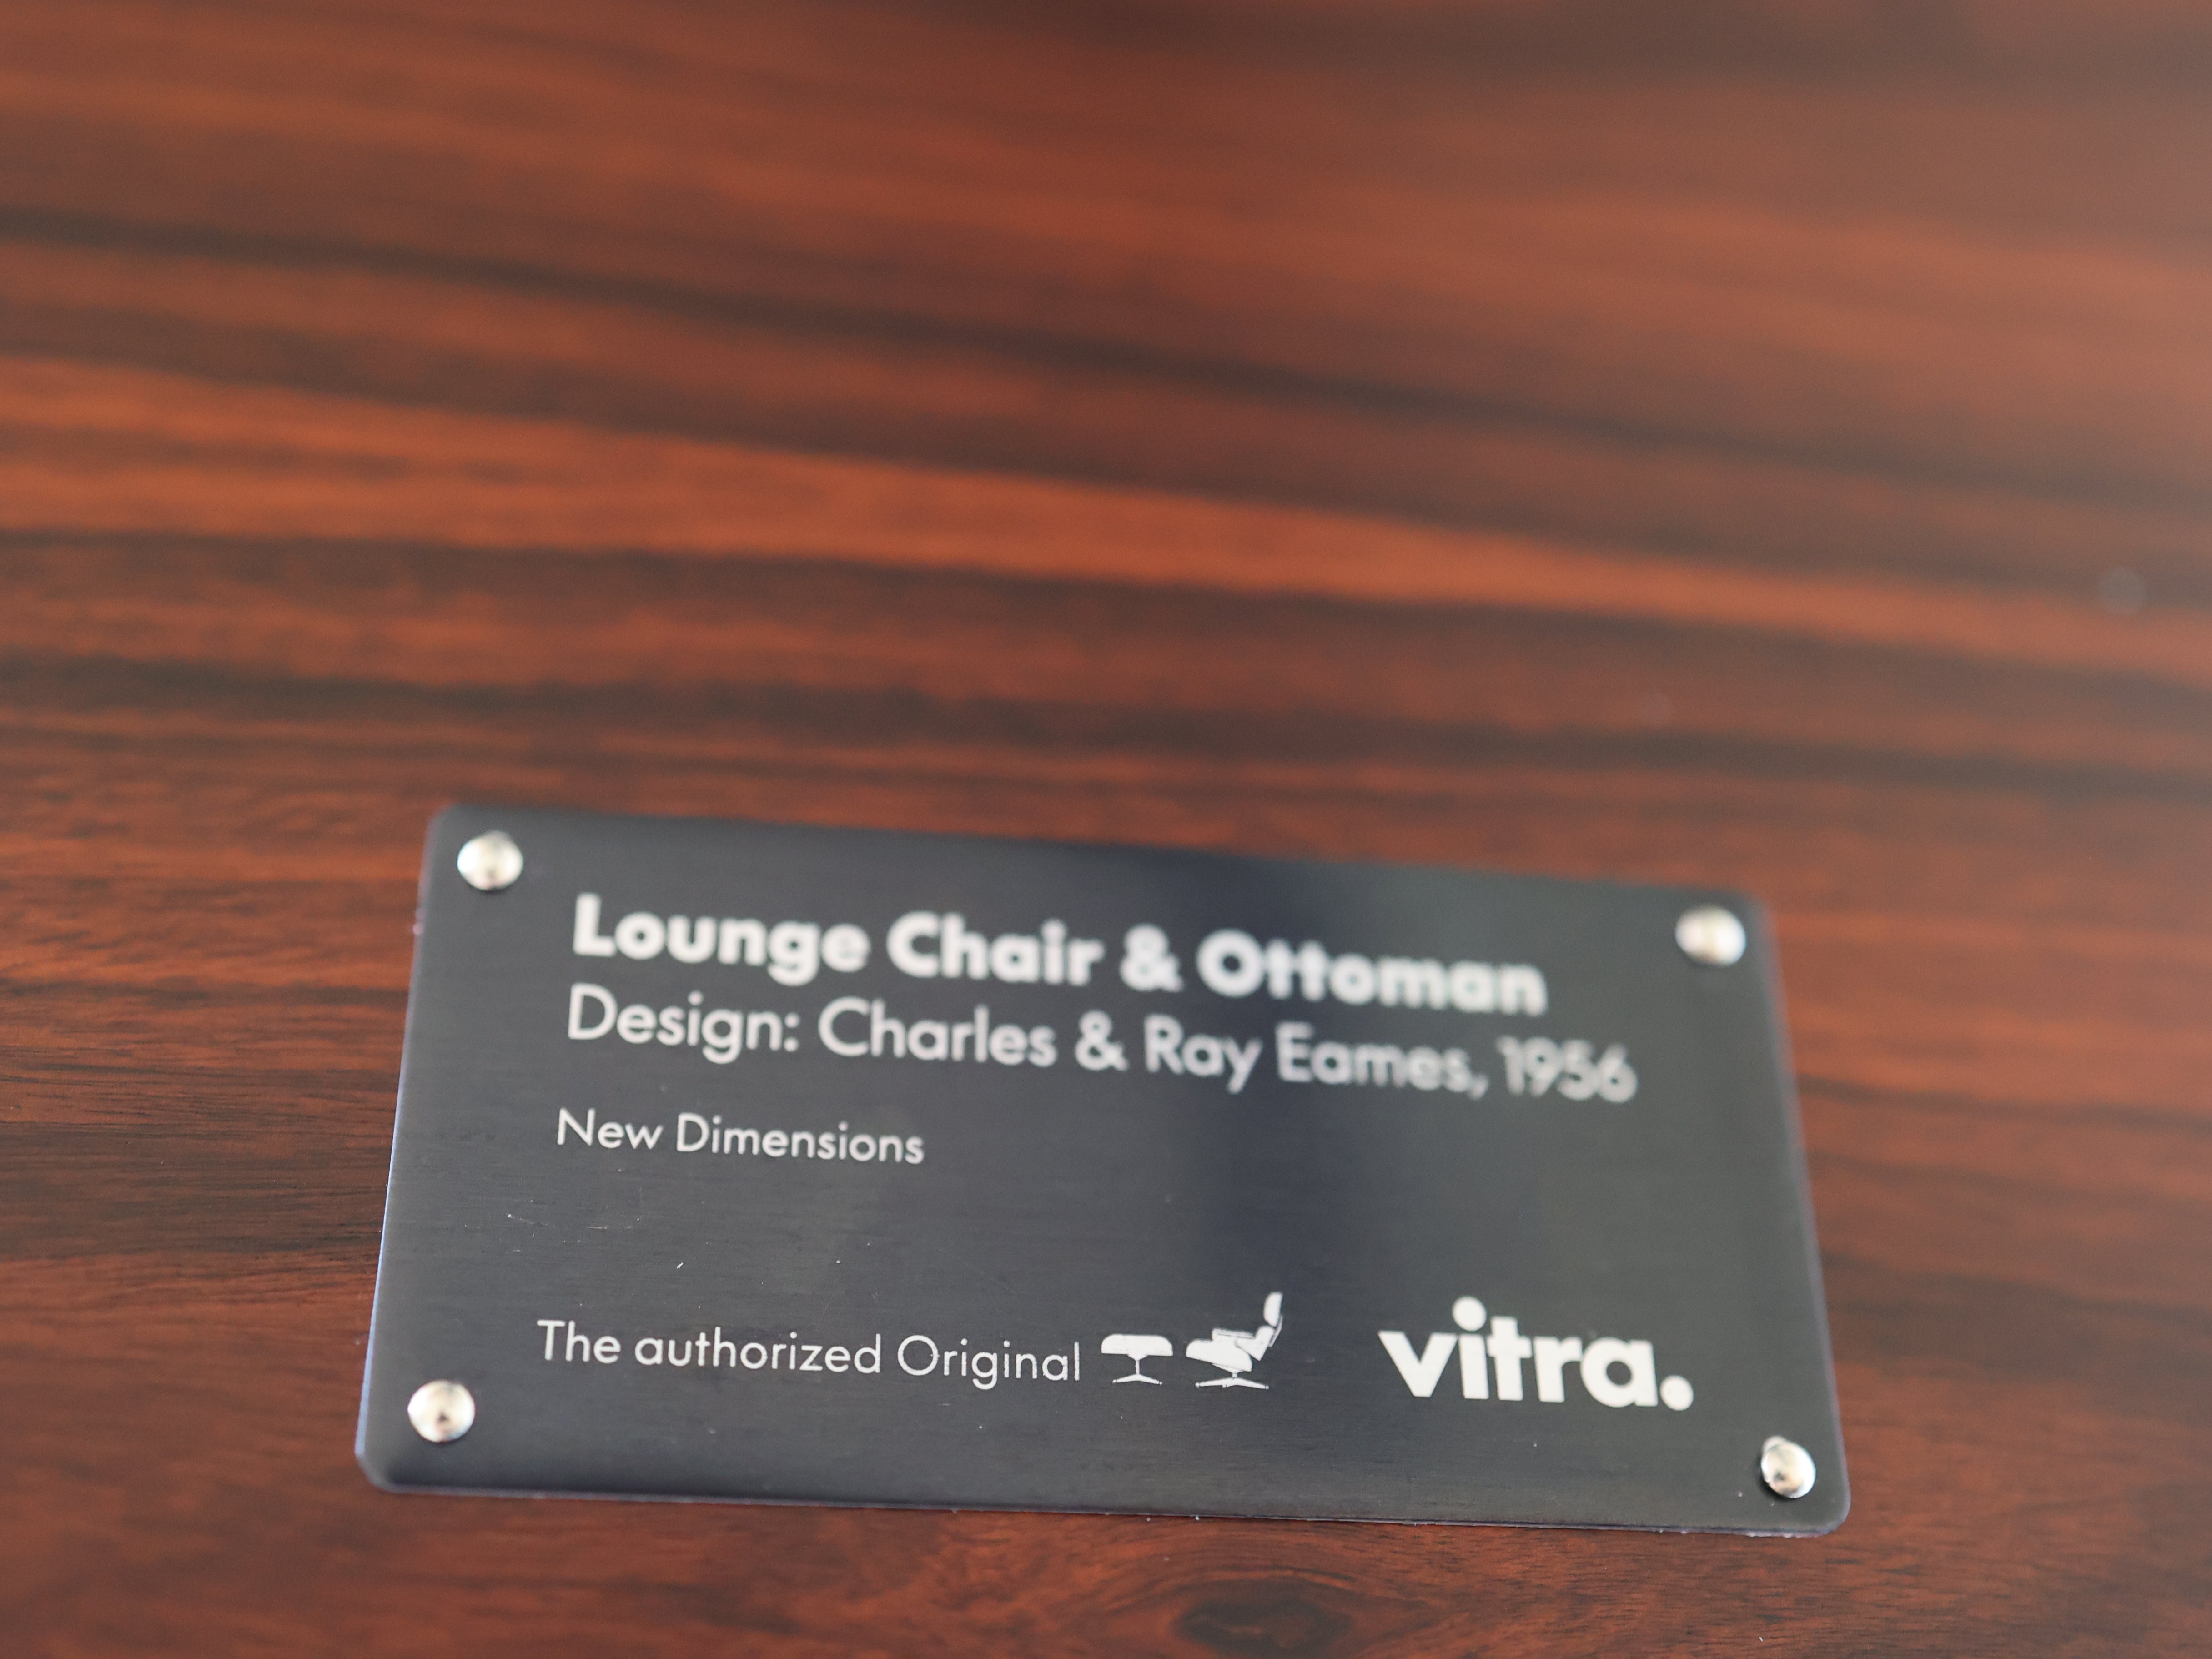 Lounge Chair & Ottoman
Design: Charles & Ray Eames, 1956
New Dimensions
The authorized Original vitra.